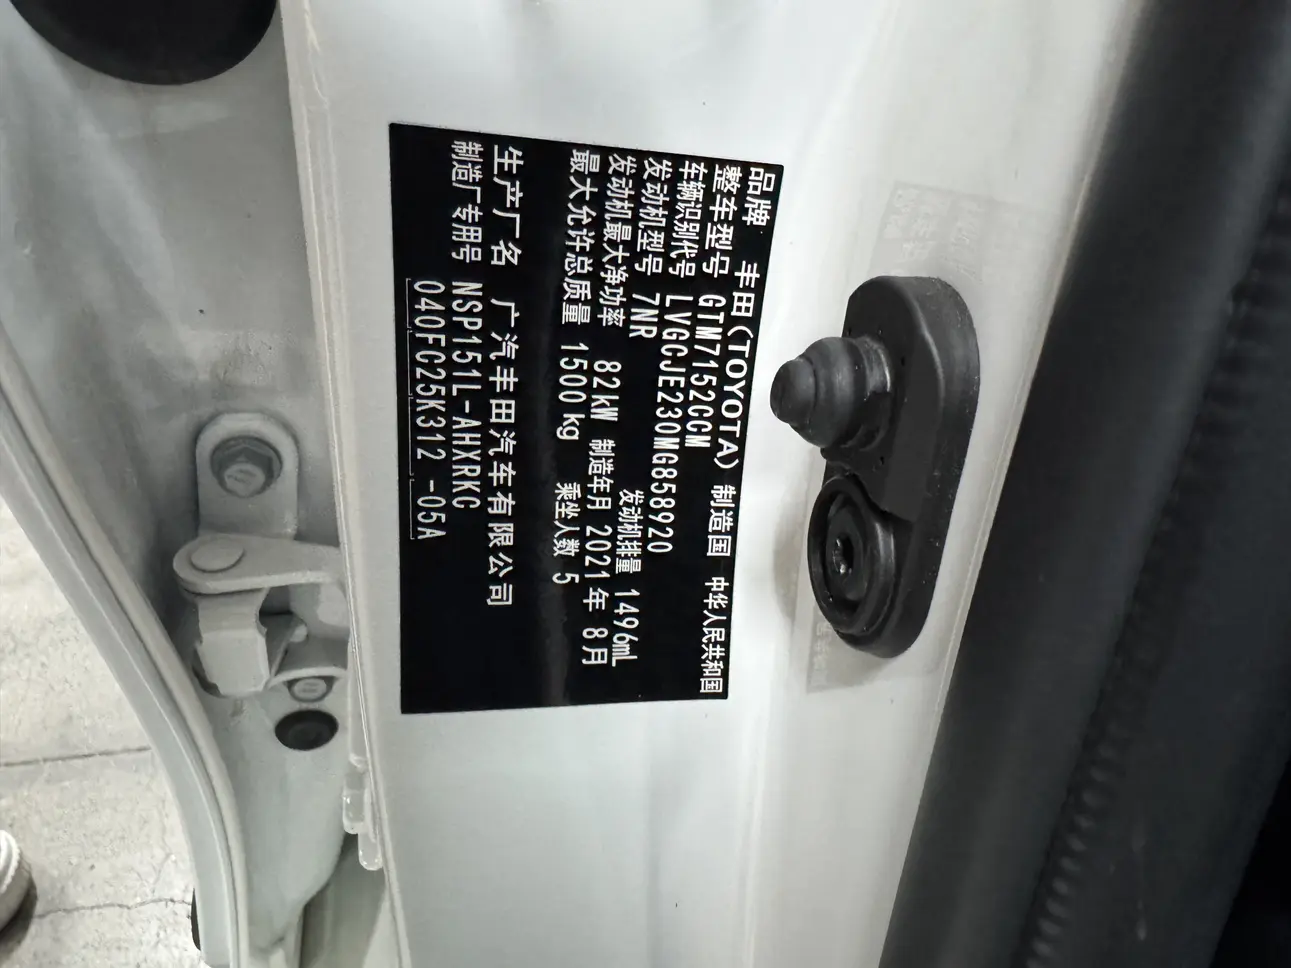 品牌 丰田(TOYOTA) 制造国 中华人民共和国
整车型号 GTM7152CCM
车辆识别代号 LVGCJE230MG858920
发动机型号 7NR 发动机排量 1496mL
发动机最大净功率 82kW 制造年月 2021年 8月
最大允许总质量 1500kg 乘坐人数 5
生产厂名 广汽丰田汽车有限公司
制造厂专用号 NSP151L-AHXRKC
040FC25K312 -05A